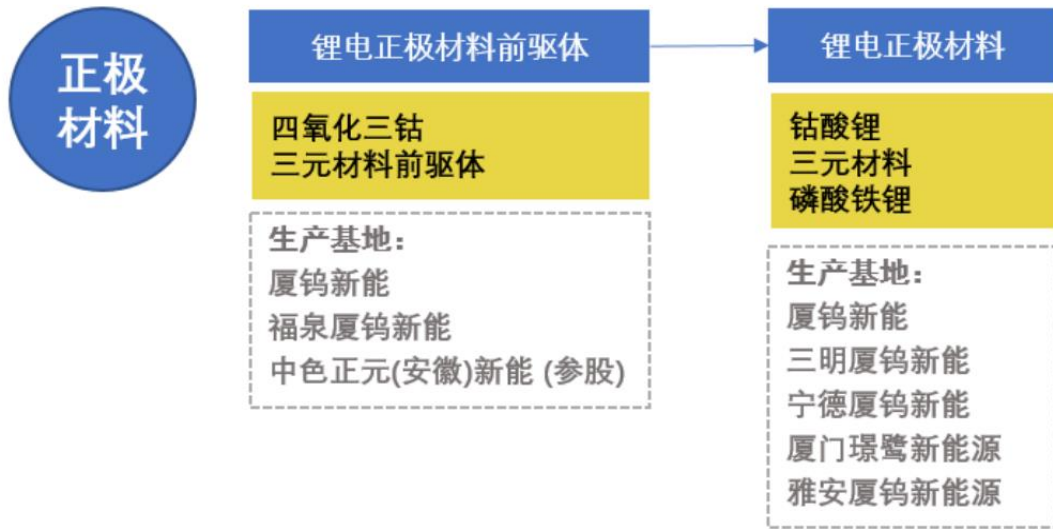 正极
材料
锂电正极材料前驱体
四氧化三钴
三元材料前驱体
生产基地：
厦钨新能
福泉厦钨新能
中色正元(安徽)新能 (参股)
锂电正极材料
钴酸锂
三元材料
磷酸铁锂
生产基地：
厦钨新能
三明厦钨新能
宁德厦钨新能
厦门璟鹭新能源
雅安厦钨新能源